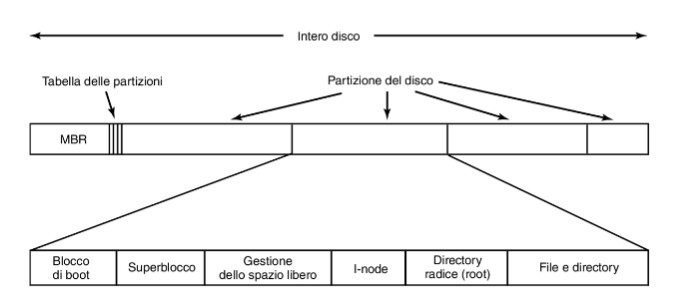 Intero disco
Tabella delle partizioni
Partizione del disco
MBR
Blocco
di boot
Superblocco
Gestione
dello spazio libero
I-node
Directory
radice (root)
File e directory